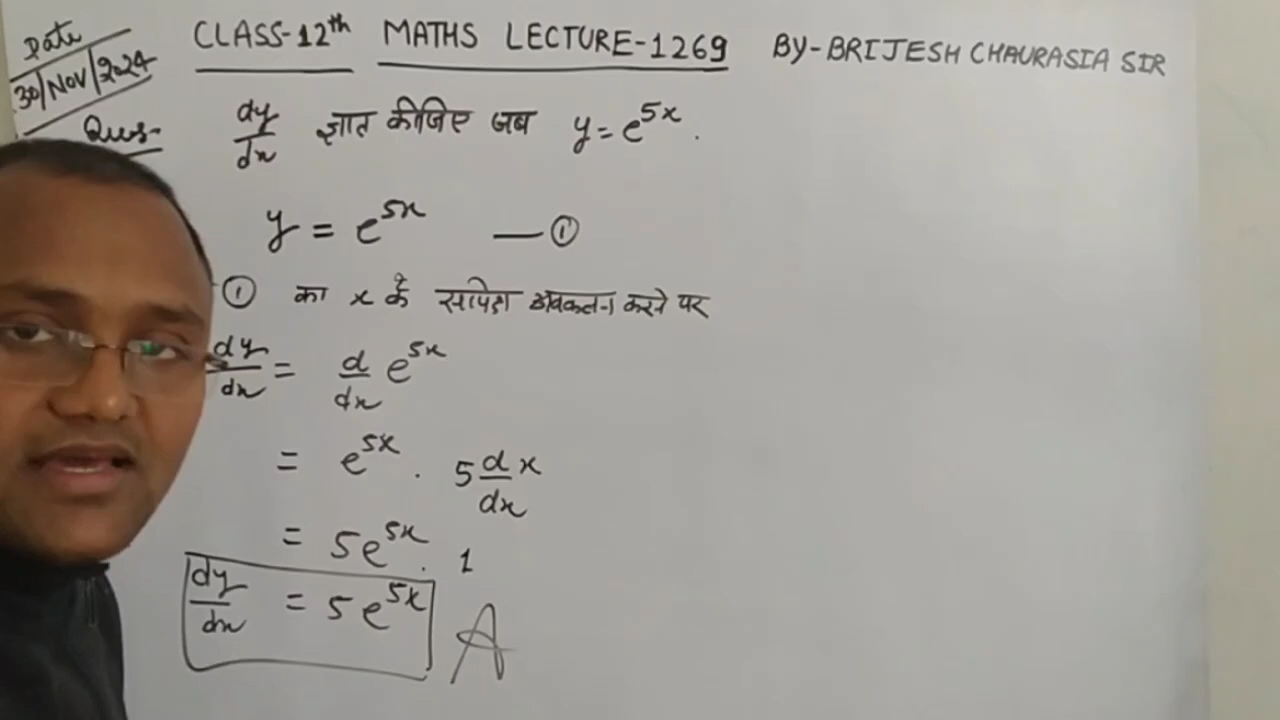 Date
30/Nov/2024
CLASS-12th MATHS LECTURE-1269 BY-BRIJESH CHAURASIA SIR
Ques-
dy/dx ज्ञात कीजिए जब y = e^5x .
y = e^5x —①
① का x के सापेक्ष अवकलन करने पर
dy/dx = d/dx e^5x
= e^5x . 5 d/dx x
= 5e^5x . 1
dy/dx = 5e^5x A